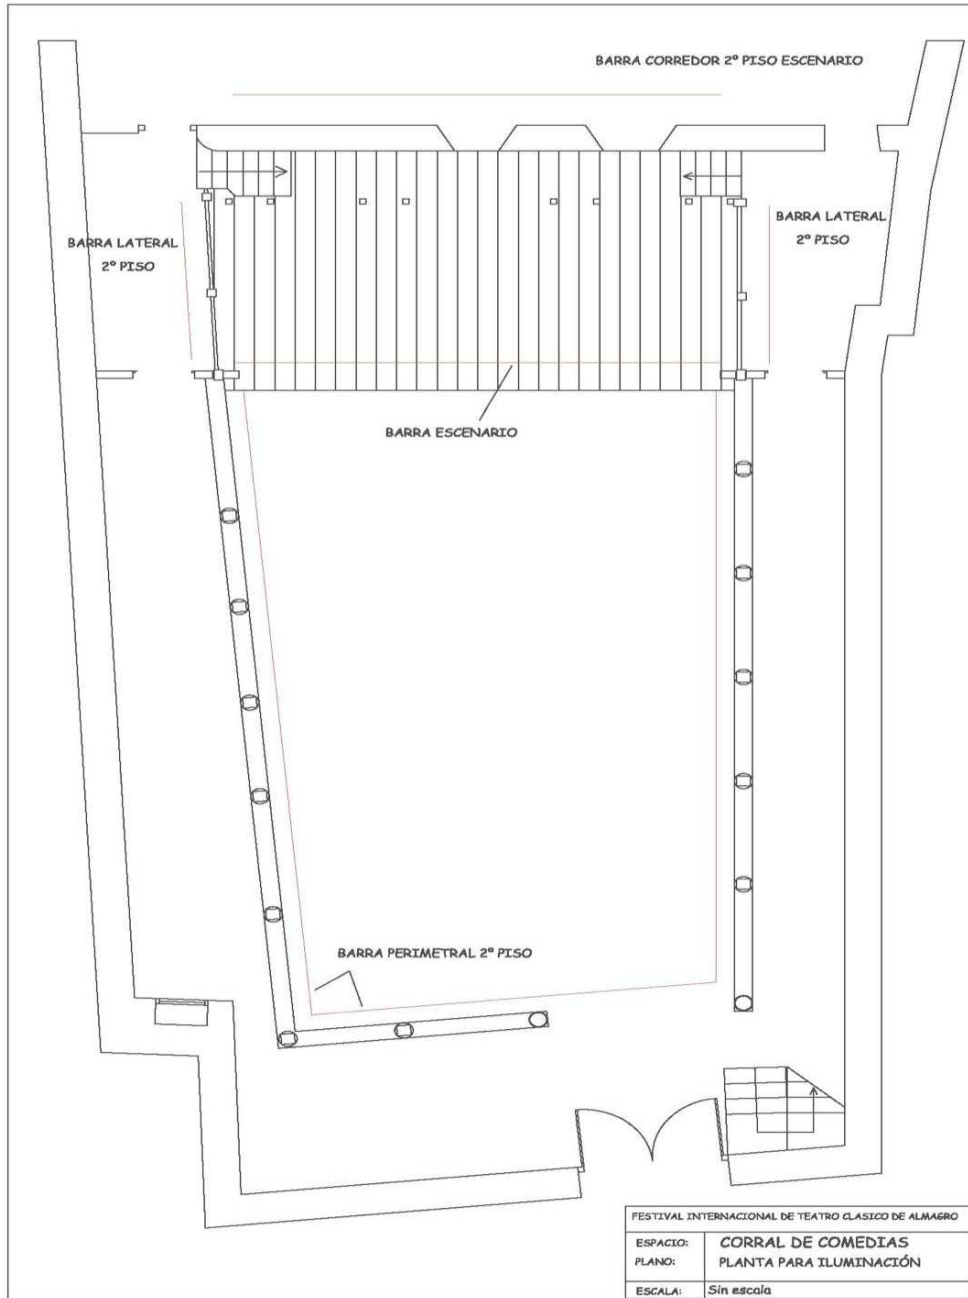 BARRA CORREDOR 2º PISO ESCENARIO
BARRA LATERAL
2º PISO
BARRA LATERAL
2º PISO
BARRA ESCENARIO
BARRA PERIMETRAL 2º PISO
FESTIVAL INTERNACIONAL DE TEATRO CLASICO DE ALMAGRO
ESPACIO: CORRAL DE COMEDIAS
PLANO: PLANTA PARA ILUMINACIÓN
ESCALA: Sin escala